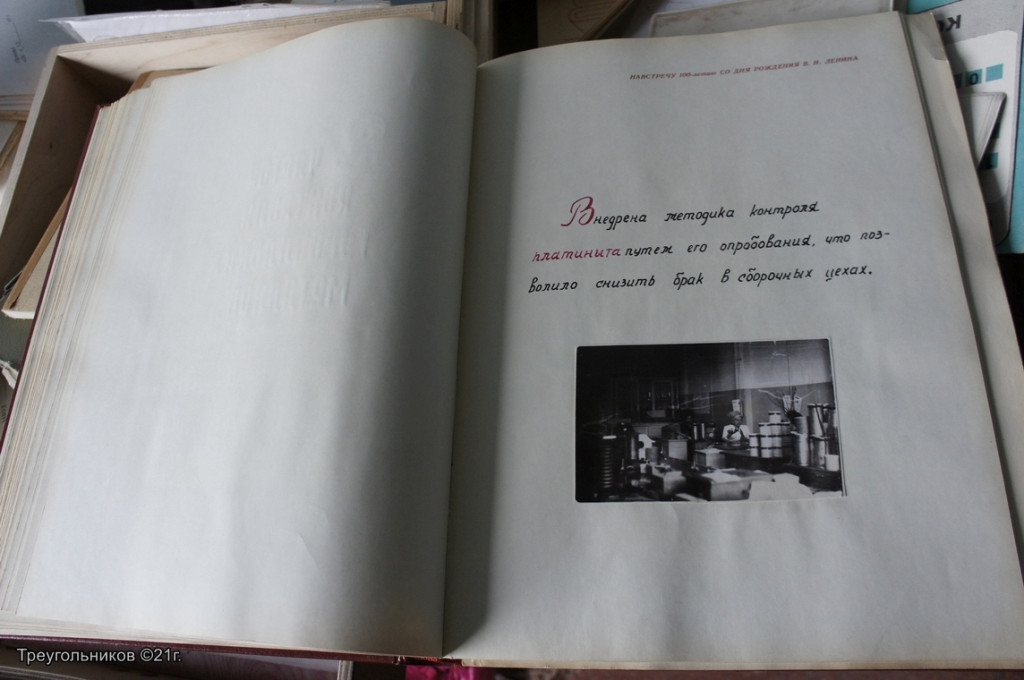 НАВСТРЕЧУ 100-летию СО ДНЯ РОЖДЕНИЯ В. И. ЛЕНИНА
Внедрена методика контроля
платинита путем его опробования, что поз-
волило снизить брак в сборочных цехах.
Треугольников ©21г.